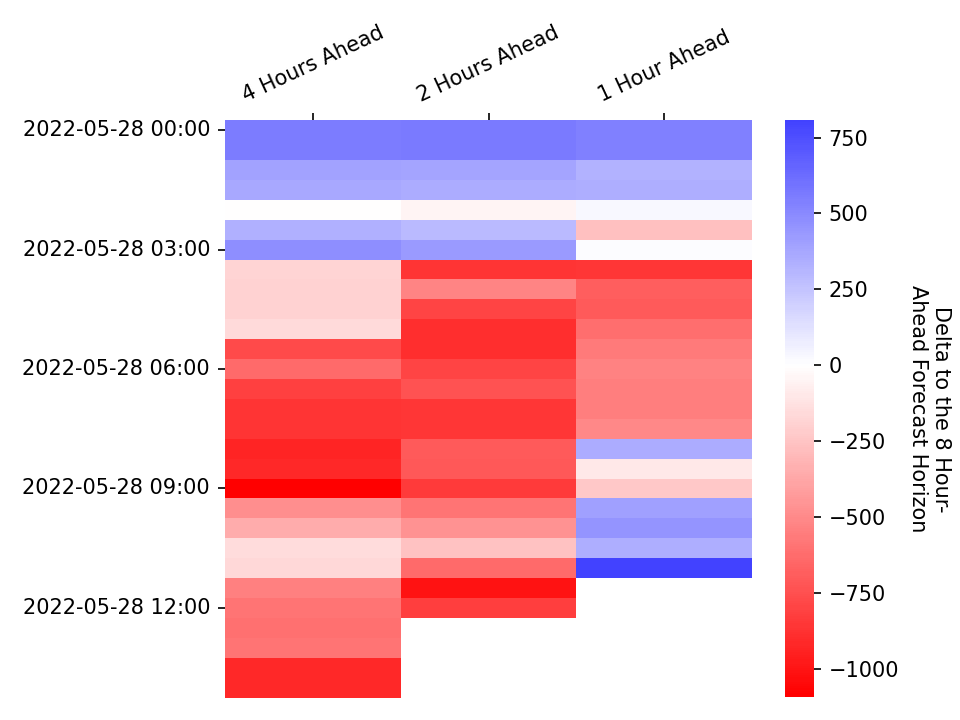 4 Hours Ahead
2 Hours Ahead
1 Hour Ahead
2022-05-28 00:00
2022-05-28 03:00
2022-05-28 06:00
2022-05-28 09:00
2022-05-28 12:00
750
500
250
0
−250
−500
−750
−1000
Delta to the 8 Hour-
Ahead Forecast Horizon